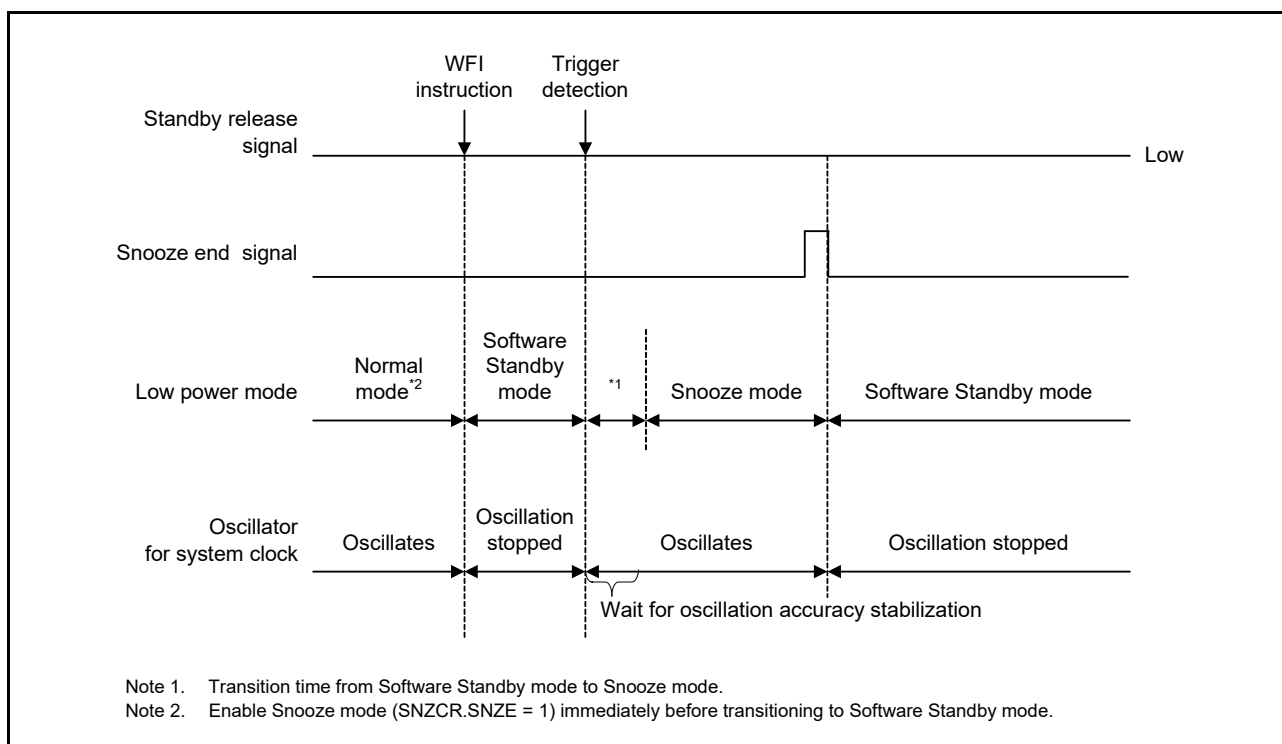 WFI
instruction
Trigger
detection
Standby release
signal
Low
Snooze end signal
Low power mode
Normal
mode*2
Software
Standby
mode
*1
Snooze mode
Software Standby mode
Oscillator
for system clock
Oscillates
Oscillation
stopped
Oscillates
Oscillation stopped
Wait for oscillation accuracy stabilization
Note 1. Transition time from Software Standby mode to Snooze mode.
Note 2. Enable Snooze mode (SNZCR.SNZE = 1) immediately before transitioning to Software Standby mode.